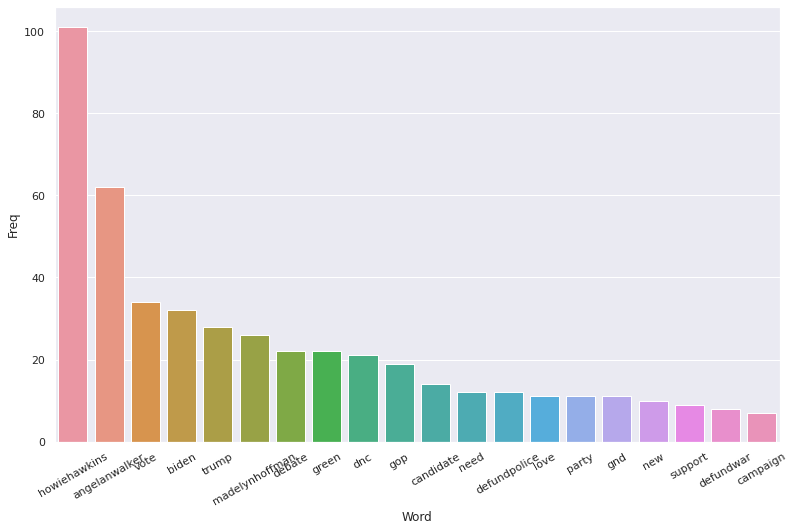 100
80
60
40
20
0
Freq
howiehawkins
angelanwalker
vote
biden
trump
madelynhoffman
debate
green
dnc
gop
candidate
need
defundpolice
love
party
gnd
new
support
defundwar
campaign
Word